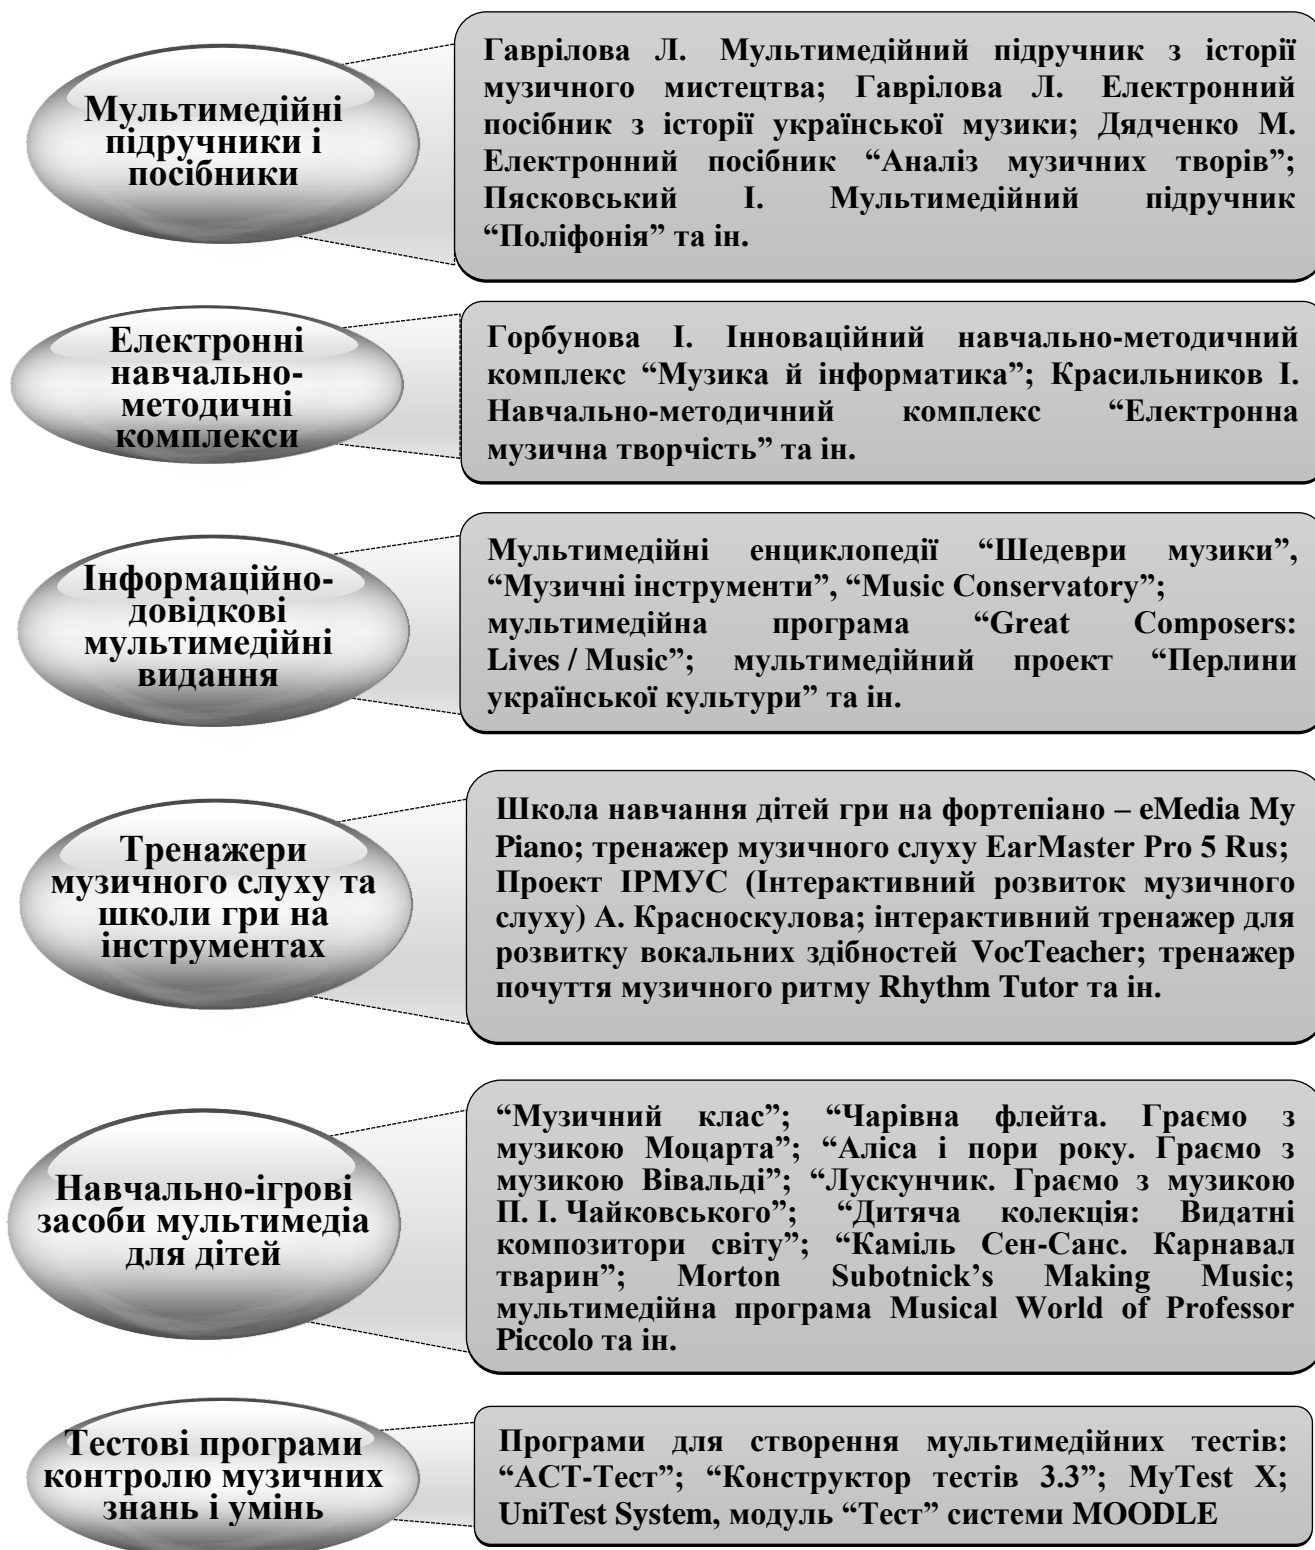 Мультимедійні
підручники і
посібники
Гаврілова Л. Мультимедійний підручник з історії
музичного мистецтва; Гаврілова Л. Електронний
посібник з історії української музики; Дядченко М.
Електронний посібник “Аналіз музичних творів”;
Пясковський І. Мультимедійний підручник
“Поліфонія” та ін.
Електронні
навчально-
методичні
комплекси
Горбунова І. Інноваційний навчально-методичний
комплекс “Музика й інформатика”; Красильников І.
Навчально-методичний комплекс “Електронна
музична творчість” та ін.
Інформаційно-
довідкові
мультимедійні
видання
Мультимедійні енциклопедії “Шедеври музики”,
“Музичні інструменти”, “Music Conservatory”;
мультимедійна програма “Great Composers:
Lives / Music”; мультимедійний проект “Перлини
української культури” та ін.
Тренажери
музичного слуху та
школи гри на
інструментах
Школа навчання дітей гри на фортепіано – eMedia My
Piano; тренажер музичного слуху EarMaster Pro 5 Rus;
Проект ІРМУС (Інтерактивний розвиток музичного
слуху) А. Красноскулова; інтерактивний тренажер для
розвитку вокальних здібностей VocTeacher; тренажер
почуття музичного ритму Rhythm Tutor та ін.
Навчально-ігрові
засоби мультимедіа
для дітей
“Музичний клас”; “Чарівна флейта. Граємо з
музикою Моцарта”; “Аліса і пори року. Граємо з
музикою Вівальді”; “Лускунчик. Граємо з музикою
П. І. Чайковського”; “Дитяча колекція: Видатні
композитори світу”; “Каміль Сен-Санс. Карнавал
тварин”; Morton Subotnick’s Making Music;
мультимедійна програма Musical World of Professor
Piccolo та ін.
Тестові програми
контролю музичних
знань і умінь
Програми для створення мультимедійних тестів:
“АСТ-Тест”; “Конструктор тестів 3.3”; MyTest X;
UniTest System, модуль “Тест” системи MOODLE